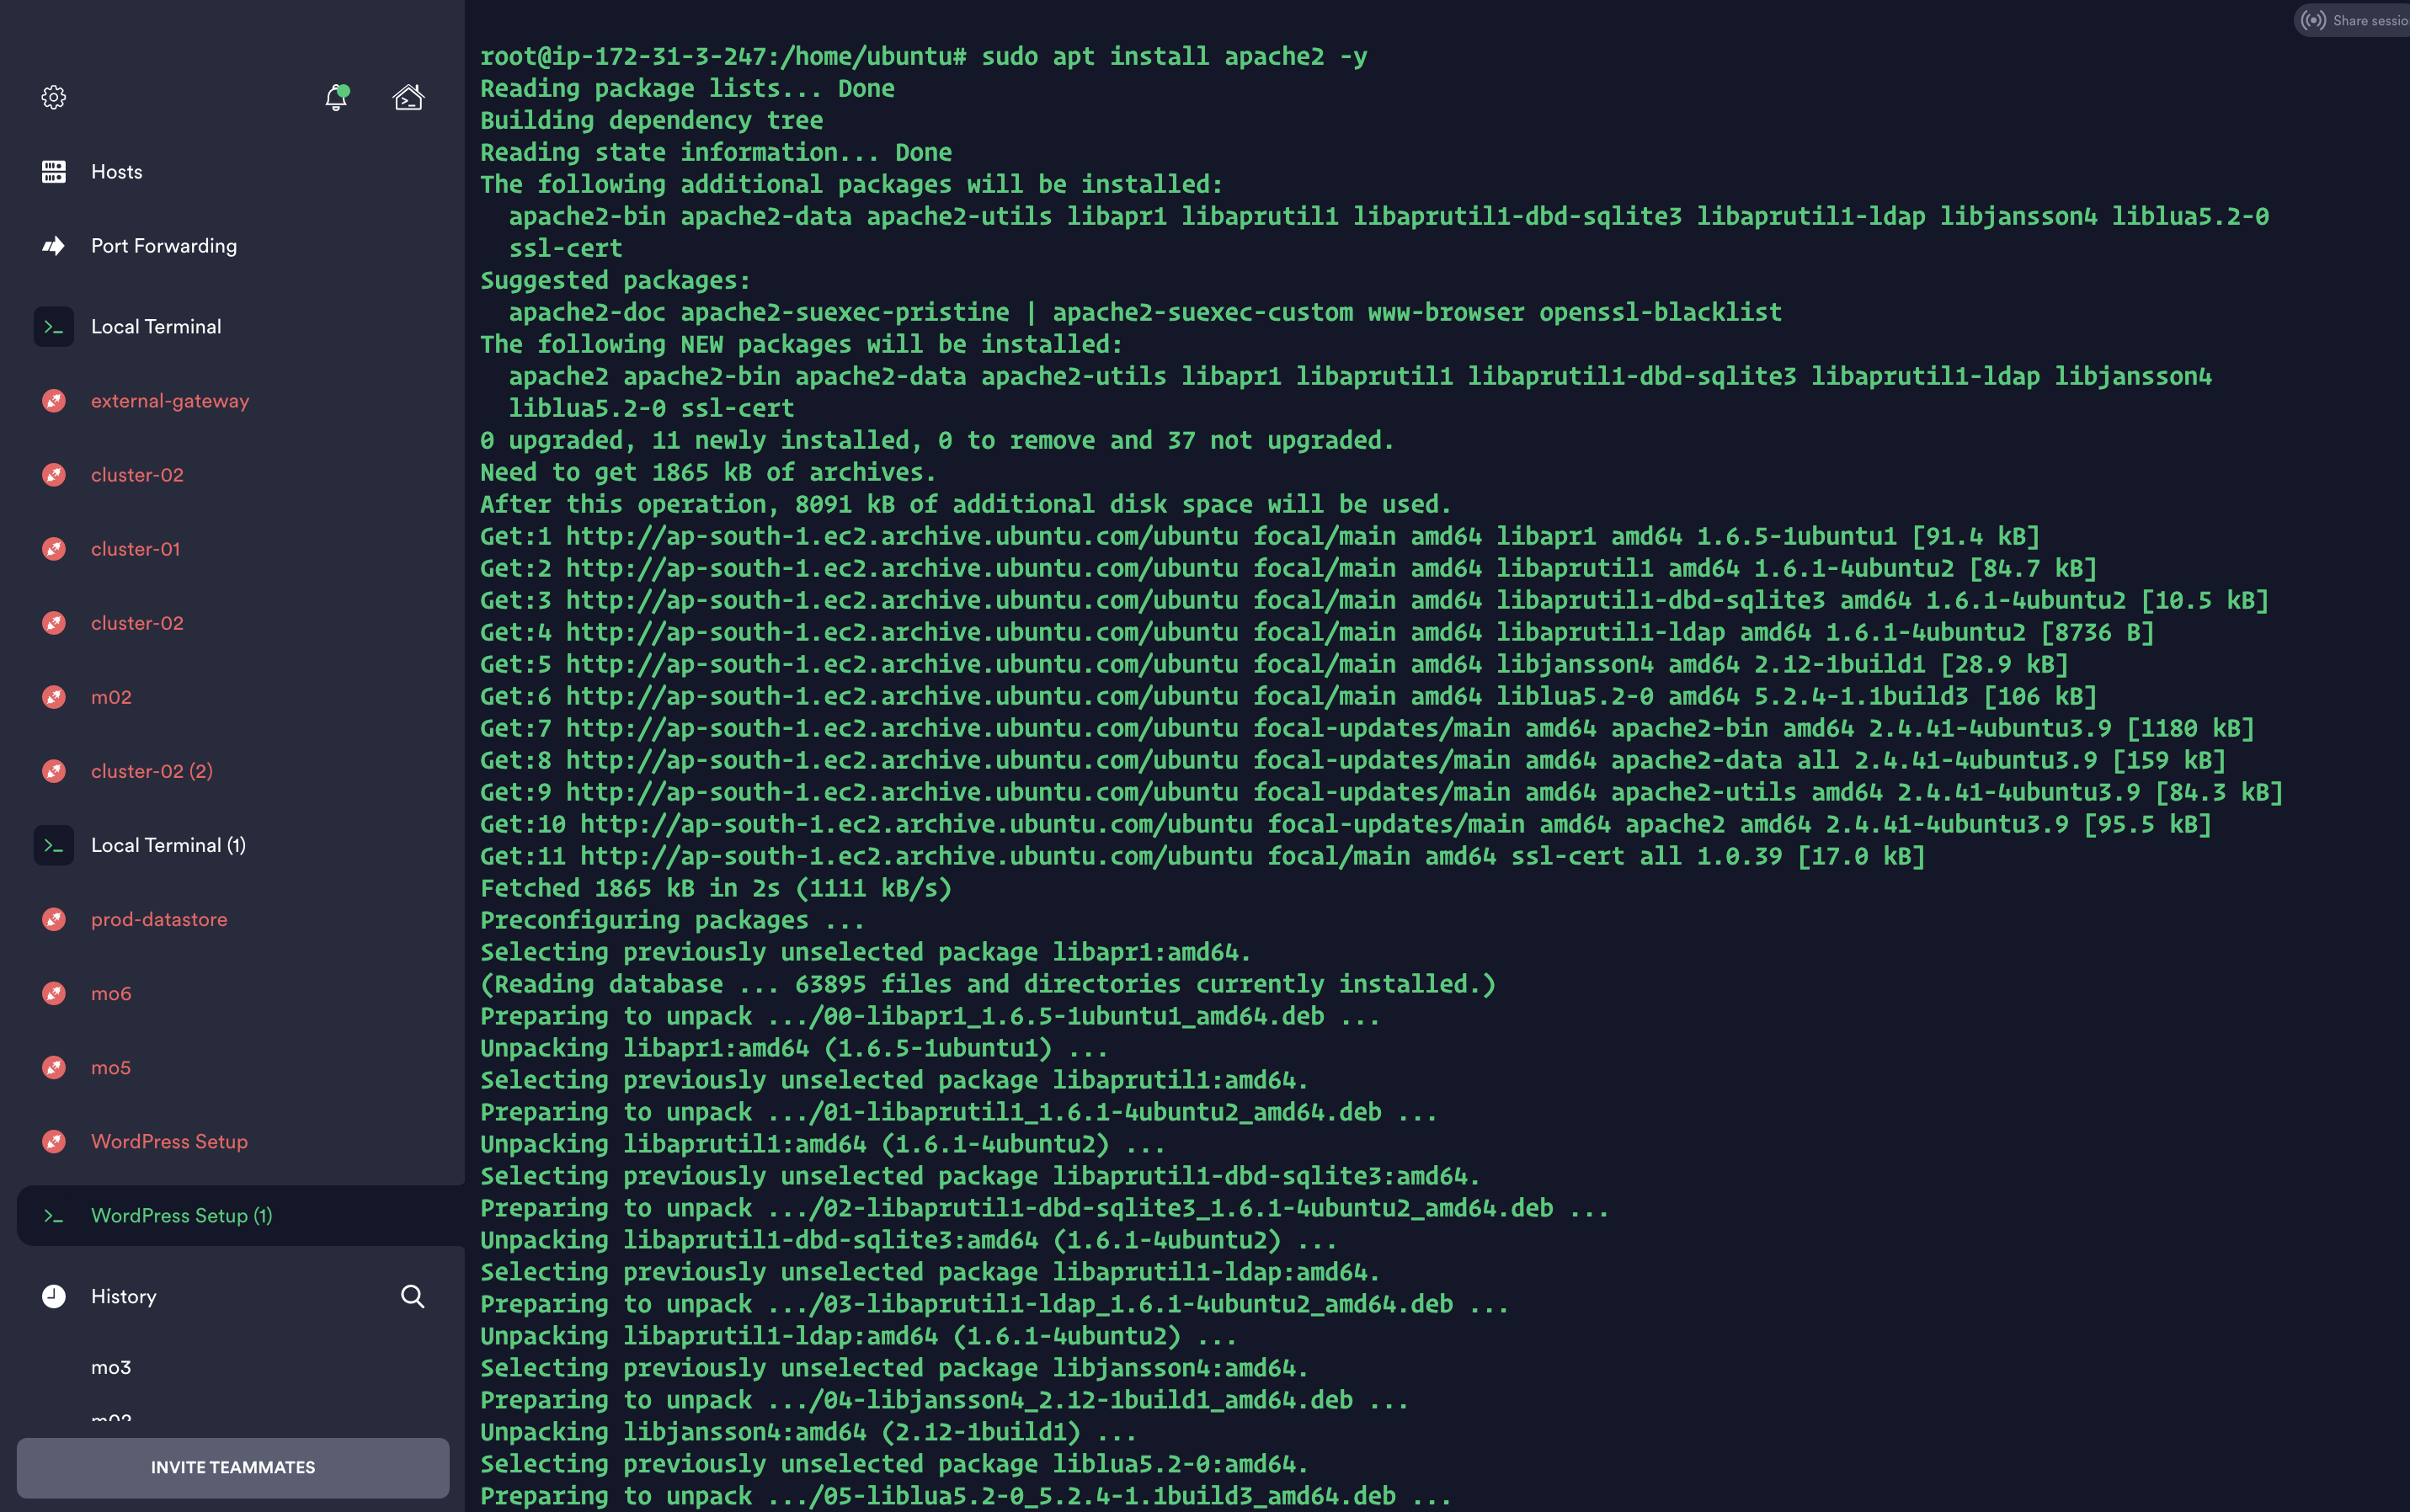 Share sessio
Hosts
Port Forwarding
Local Terminal
external-gateway
cluster-02
cluster-01
cluster-02
m02
cluster-02 (2)
Local Terminal (1)
prod-datastore
mo6
mo5
WordPress Setup
WordPress Setup (1)
History
mo3
INVITE TEAMMATES
root@ip-172-31-3-247:/home/ubuntu# sudo apt install apache2 -y
Reading package lists... Done
Building dependency tree
Reading state information... Done
The following additional packages will be installed:
  apache2-bin apache2-data apache2-utils libapr1 libaprutil1 libaprutil1-dbd-sqlite3 libaprutil1-ldap libjansson4 liblua5.2-0
  ssl-cert
Suggested packages:
  apache2-doc apache2-suexec-pristine | apache2-suexec-custom www-browser openssl-blacklist
The following NEW packages will be installed:
  apache2 apache2-bin apache2-data apache2-utils libapr1 libaprutil1 libaprutil1-dbd-sqlite3 libaprutil1-ldap libjansson4
  liblua5.2-0 ssl-cert
0 upgraded, 11 newly installed, 0 to remove and 37 not upgraded.
Need to get 1865 kB of archives.
After this operation, 8091 kB of additional disk space will be used.
Get:1 http://ap-south-1.ec2.archive.ubuntu.com/ubuntu focal/main amd64 libapr1 amd64 1.6.5-1ubuntu1 [91.4 kB]
Get:2 http://ap-south-1.ec2.archive.ubuntu.com/ubuntu focal/main amd64 libaprutil1 amd64 1.6.1-4ubuntu2 [84.7 kB]
Get:3 http://ap-south-1.ec2.archive.ubuntu.com/ubuntu focal/main amd64 libaprutil1-dbd-sqlite3 amd64 1.6.1-4ubuntu2 [10.5 kB]
Get:4 http://ap-south-1.ec2.archive.ubuntu.com/ubuntu focal/main amd64 libaprutil1-ldap amd64 1.6.1-4ubuntu2 [8736 B]
Get:5 http://ap-south-1.ec2.archive.ubuntu.com/ubuntu focal/main amd64 libjansson4 amd64 2.12-1build1 [28.9 kB]
Get:6 http://ap-south-1.ec2.archive.ubuntu.com/ubuntu focal/main amd64 liblua5.2-0 amd64 5.2.4-1.1build3 [106 kB]
Get:7 http://ap-south-1.ec2.archive.ubuntu.com/ubuntu focal-updates/main amd64 apache2-bin amd64 2.4.41-4ubuntu3.9 [1180 kB]
Get:8 http://ap-south-1.ec2.archive.ubuntu.com/ubuntu focal-updates/main amd64 apache2-data all 2.4.41-4ubuntu3.9 [159 kB]
Get:9 http://ap-south-1.ec2.archive.ubuntu.com/ubuntu focal-updates/main amd64 apache2-utils amd64 2.4.41-4ubuntu3.9 [84.3 kB]
Get:10 http://ap-south-1.ec2.archive.ubuntu.com/ubuntu focal-updates/main amd64 apache2 amd64 2.4.41-4ubuntu3.9 [95.5 kB]
Get:11 http://ap-south-1.ec2.archive.ubuntu.com/ubuntu focal/main amd64 ssl-cert all 1.0.39 [17.0 kB]
Fetched 1865 kB in 2s (1111 kB/s)
Preconfiguring packages ...
Selecting previously unselected package libapr1:amd64.
(Reading database ... 63895 files and directories currently installed.)
Preparing to unpack .../00-libapr1_1.6.5-1ubuntu1_amd64.deb ...
Unpacking libapr1:amd64 (1.6.5-1ubuntu1) ...
Selecting previously unselected package libaprutil1:amd64.
Preparing to unpack .../01-libaprutil1_1.6.1-4ubuntu2_amd64.deb ...
Unpacking libaprutil1:amd64 (1.6.1-4ubuntu2) ...
Selecting previously unselected package libaprutil1-dbd-sqlite3:amd64.
Preparing to unpack .../02-libaprutil1-dbd-sqlite3_1.6.1-4ubuntu2_amd64.deb ...
Unpacking libaprutil1-dbd-sqlite3:amd64 (1.6.1-4ubuntu2) ...
Selecting previously unselected package libaprutil1-ldap:amd64.
Preparing to unpack .../03-libaprutil1-ldap_1.6.1-4ubuntu2_amd64.deb ...
Unpacking libaprutil1-ldap:amd64 (1.6.1-4ubuntu2) ...
Selecting previously unselected package libjansson4:amd64.
Preparing to unpack .../04-libjansson4_2.12-1build1_amd64.deb ...
Unpacking libjansson4:amd64 (2.12-1build1) ...
Selecting previously unselected package liblua5.2-0:amd64.
Preparing to unpack .../05-liblua5.2-0_5.2.4-1.1build3_amd64.deb ...